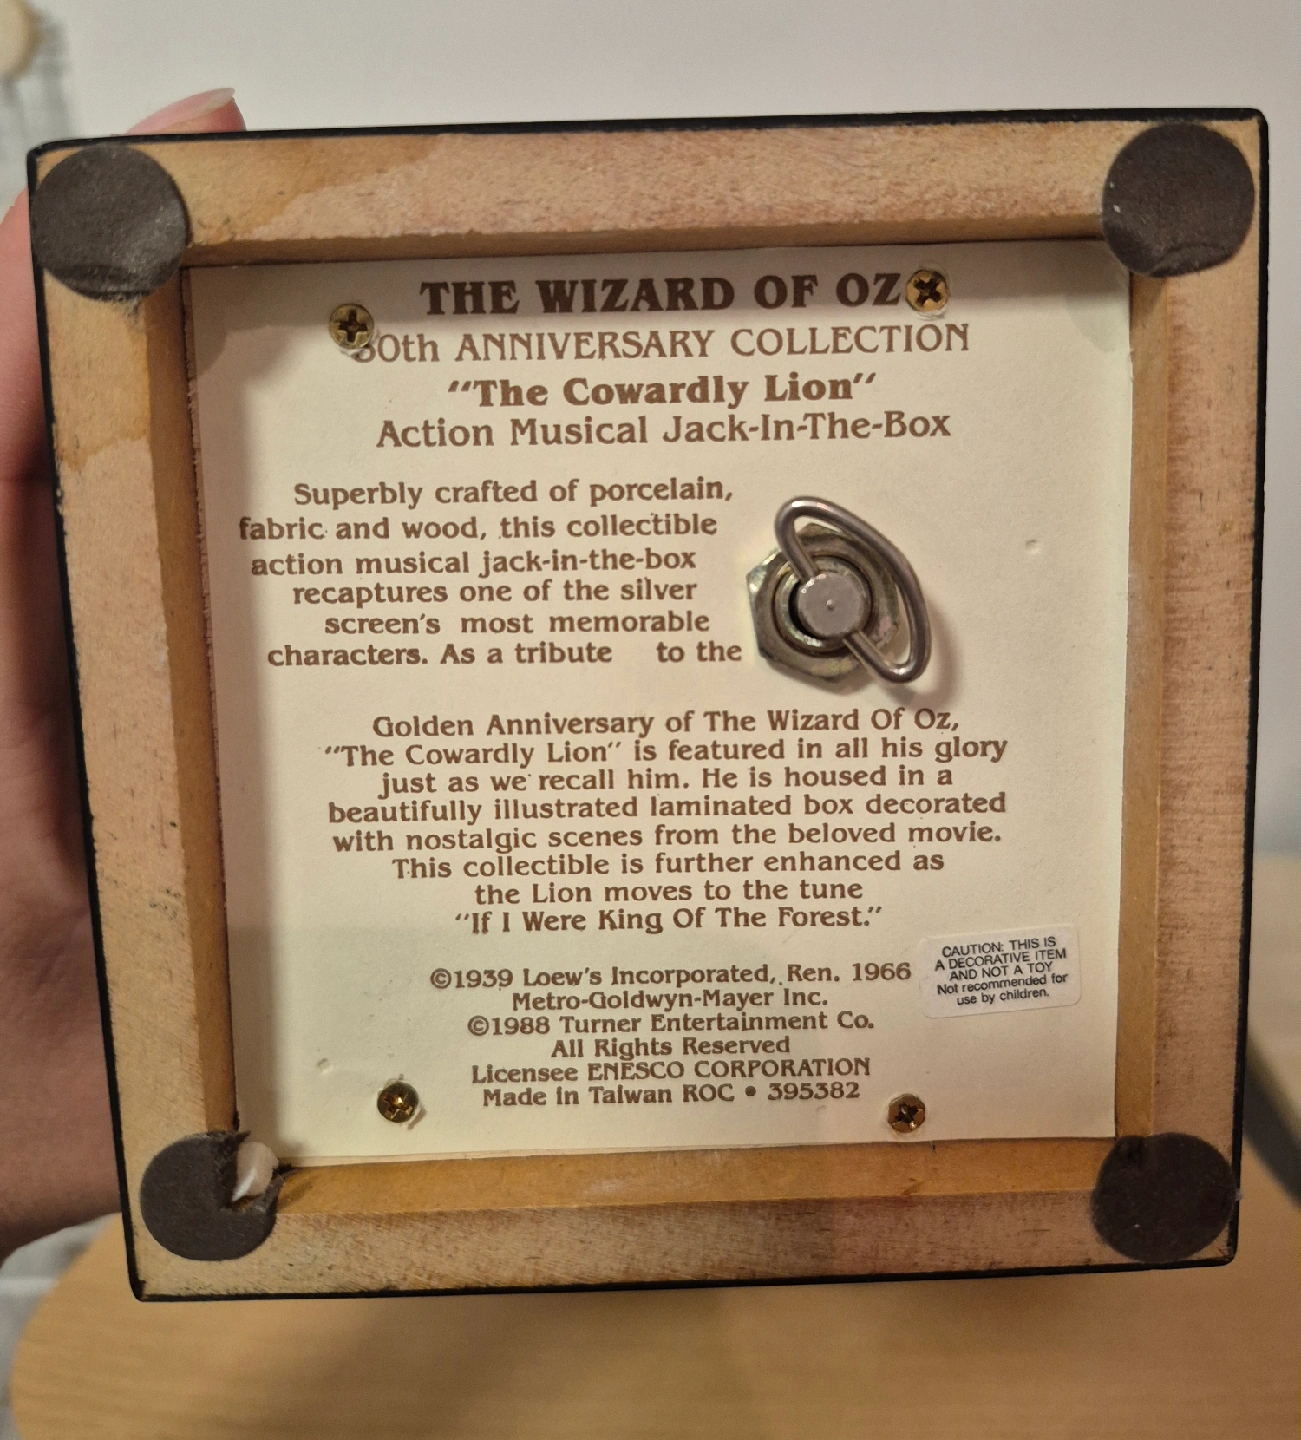 THE WIZARD OF OZ
50th ANNIVERSARY COLLECTION
“The Cowardly Lion”
Action Musical Jack-In-The-Box
Superbly crafted of porcelain,
fabric and wood, this collectible
action musical jack-in-the-box
recaptures one of the silver
screen's most memorable
characters. As a tribute to the
Golden Anniversary of The Wizard Of Oz,
“The Cowardly Lion” is featured in all his glory
just as we recall him. He is housed in a
beautifully illustrated laminated box decorated
with nostalgic scenes from the beloved movie.
This collectible is further enhanced as
the Lion moves to the tune
“If I Were King Of The Forest.”
©1939 Loew's Incorporated, Ren. 1966
Metro-Goldwyn-Mayer Inc.
©1988 Turner Entertainment Co.
All Rights Reserved
Licensee ENESCO CORPORATION
Made in Taiwan ROC • 395382
CAUTION: THIS IS
A DECORATIVE ITEM
AND NOT A TOY
Not recommended for
use by children.